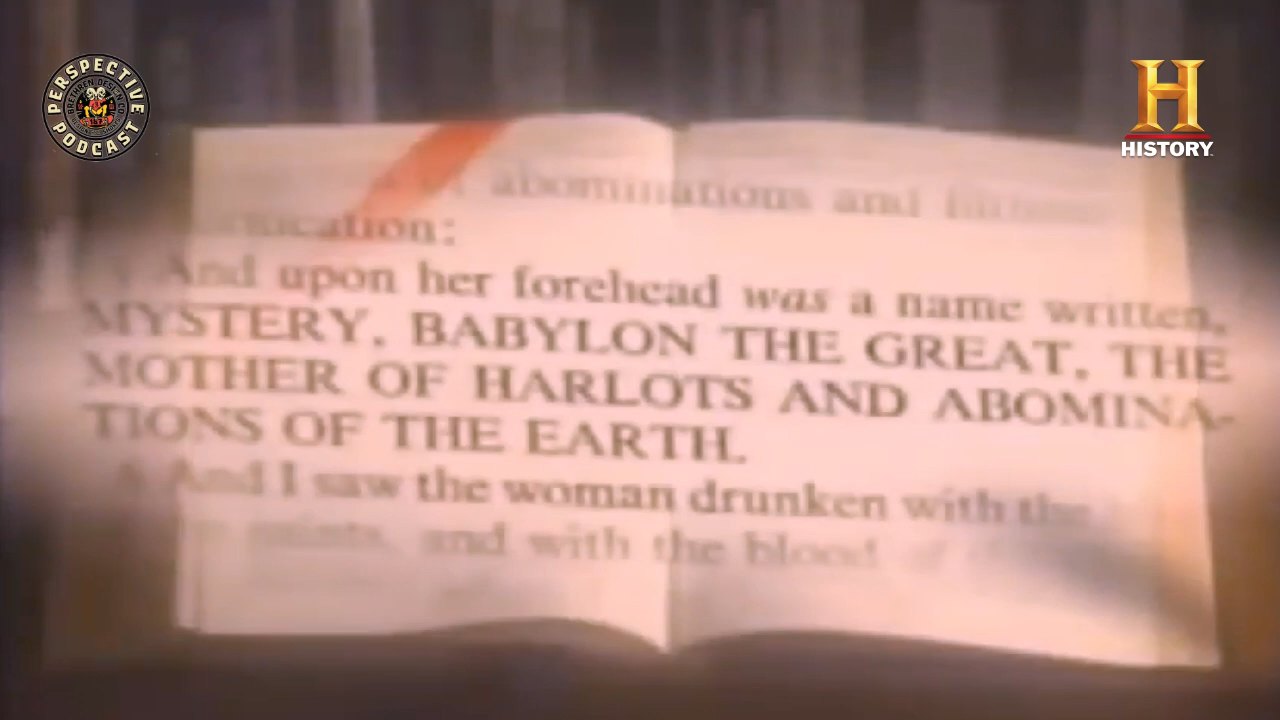 PERSPECTIVE
PODCAST
H
HISTORY
abominations and
And upon her forehead was a name written,
MYSTERY, BABYLON THE GREAT, THE
MOTHER OF HARLOTS AND ABOMINA-
TIONS OF THE EARTH.
And I saw the woman drunken with the
saints, and with the blood of